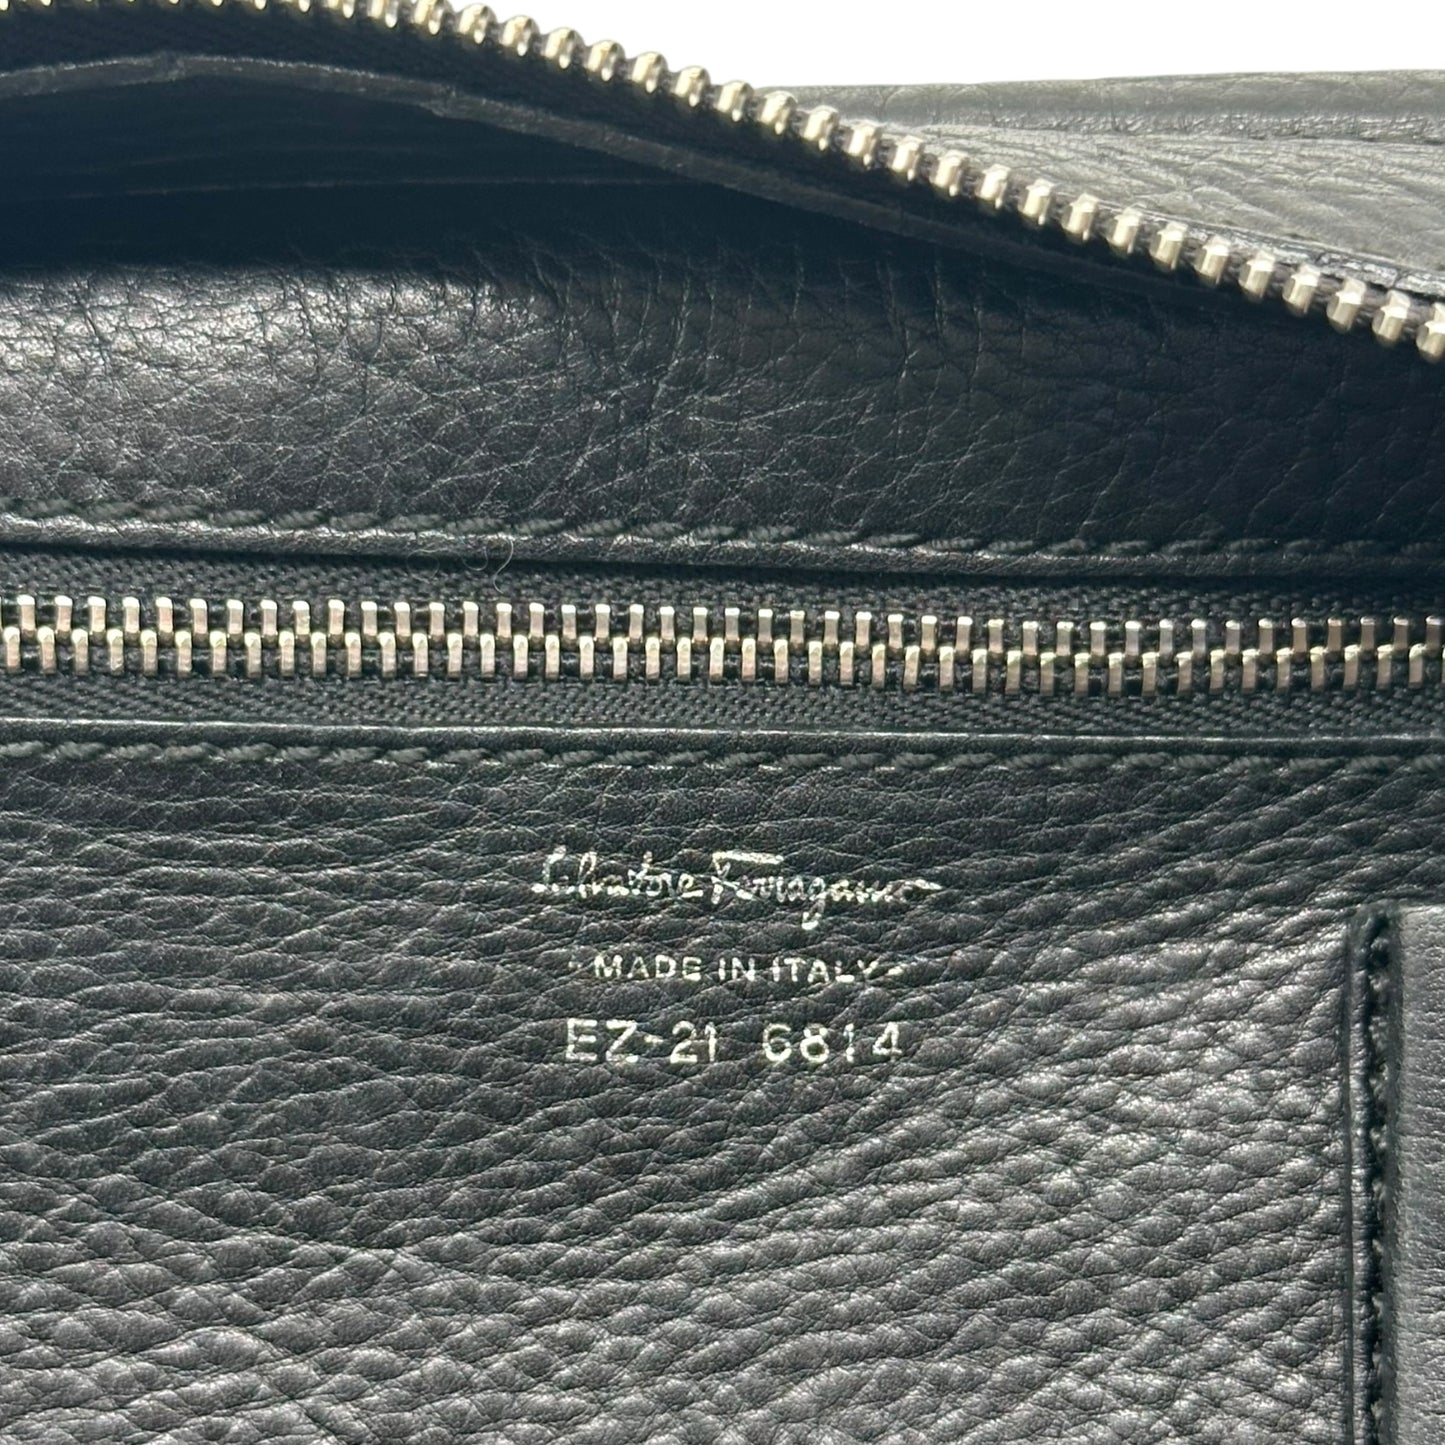 Salvatore Ferragamo
-MADE IN ITALY-
EZ-21 6814